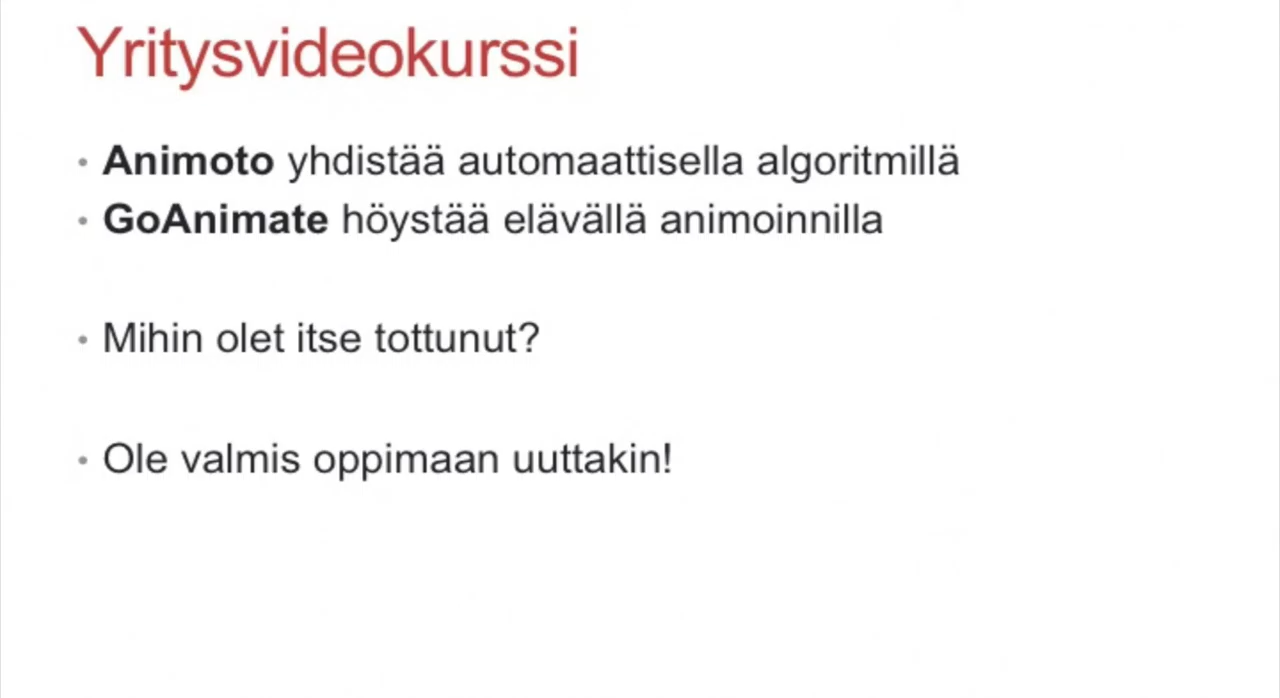 Yritysvideokurssi
• Animoto yhdistää automaattisella algoritmillä
• GoAnimate höystää elävällä animoinnilla
• Mihin olet itse tottunut?
• Ole valmis oppimaan uuttakin!